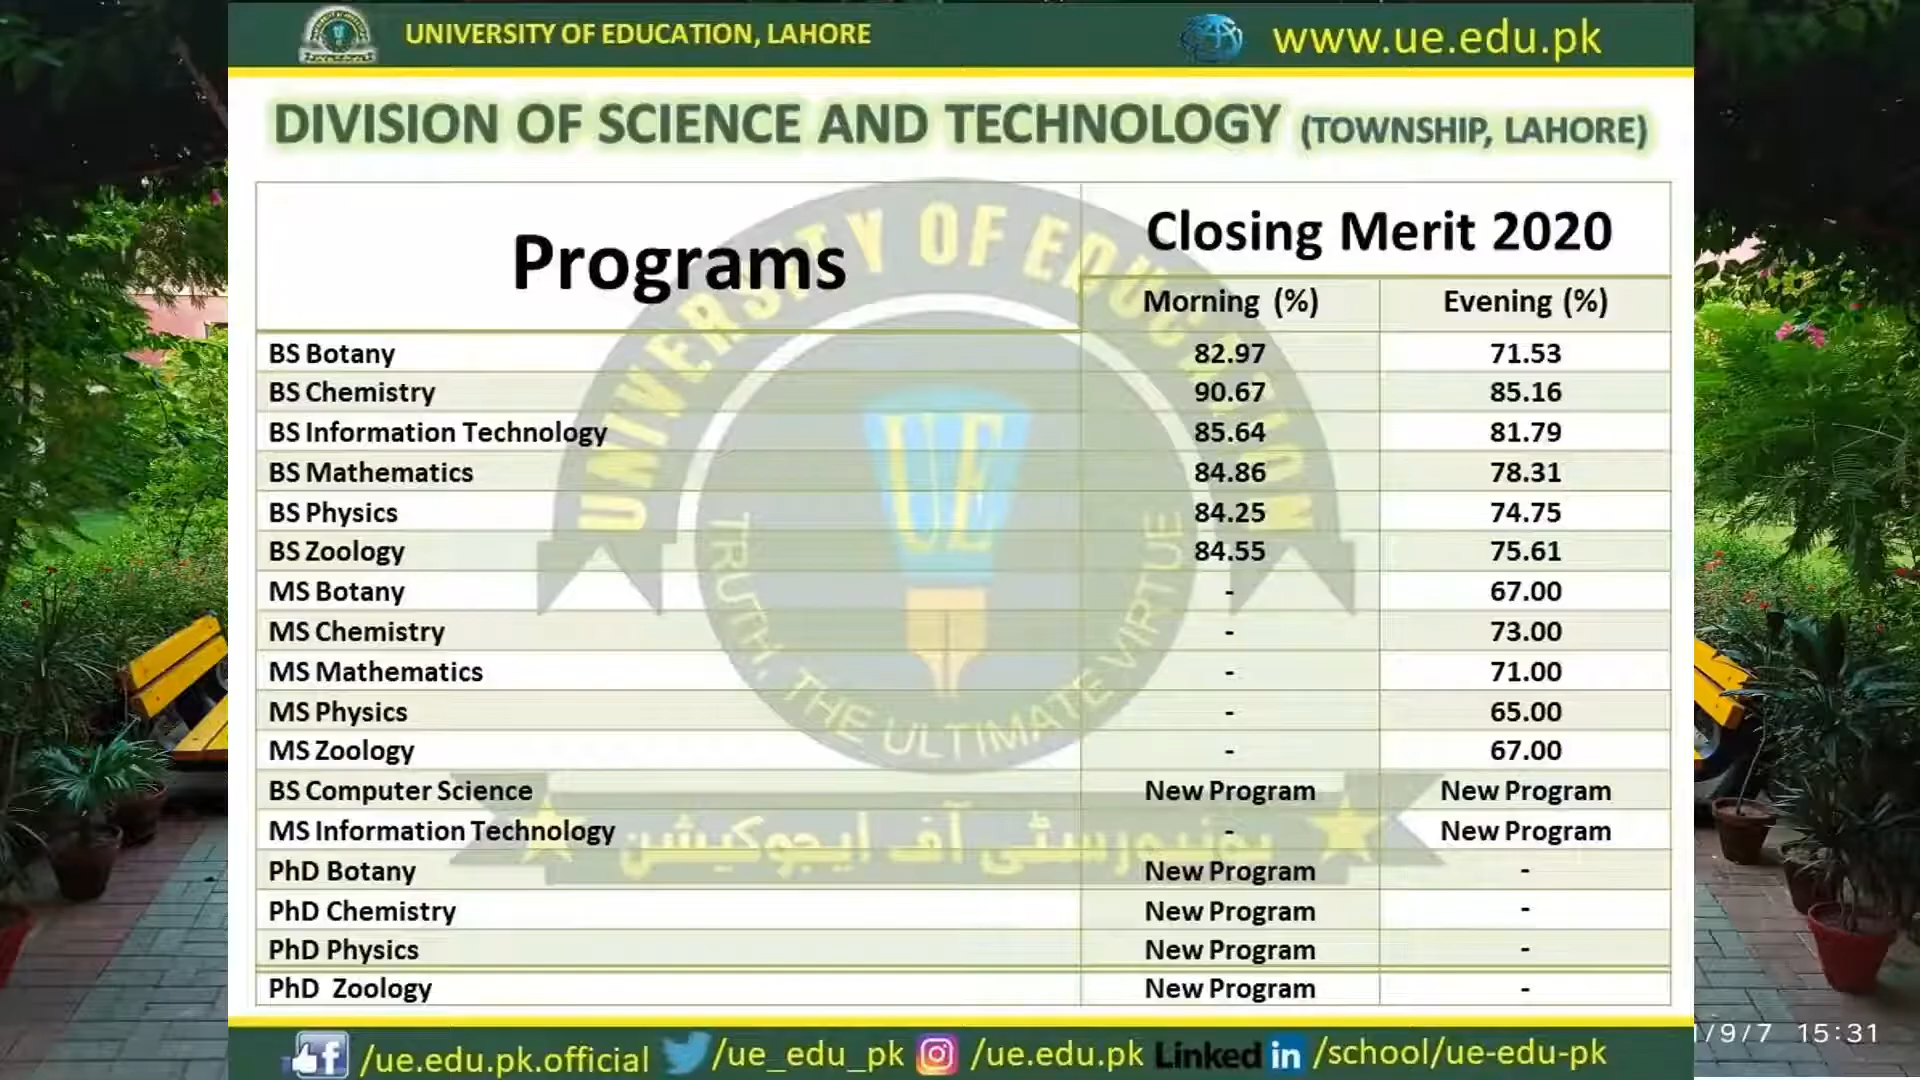 UNIVERSITY OF EDUCATION, LAHORE www.ue.edu.pk
DIVISION OF SCIENCE AND TECHNOLOGY (TOWNSHIP, LAHORE)
Programs Closing Merit 2020
Morning (%) Evening (%)
BS Botany 82.97 71.53
BS Chemistry 90.67 85.16
BS Information Technology 85.64 81.79
BS Mathematics 84.86 78.31
BS Physics 84.25 74.75
BS Zoology 84.55 75.61
MS Botany - 67.00
MS Chemistry - 73.00
MS Mathematics - 71.00
MS Physics - 65.00
MS Zoology - 67.00
BS Computer Science New Program New Program
MS Information Technology - New Program
PhD Botany New Program -
PhD Chemistry New Program -
PhD Physics New Program -
PhD Zoology New Program -
UNIVERSITY OF EDUCATION
UE
TRUTH, THE ULTIMATE VIRTUE
یونیورسٹی آف ایجوکیشن
/ue.edu.pk.official /ue_edu_pk /ue.edu.pk Linked in /school/ue-edu-pk
/9/7 15:31